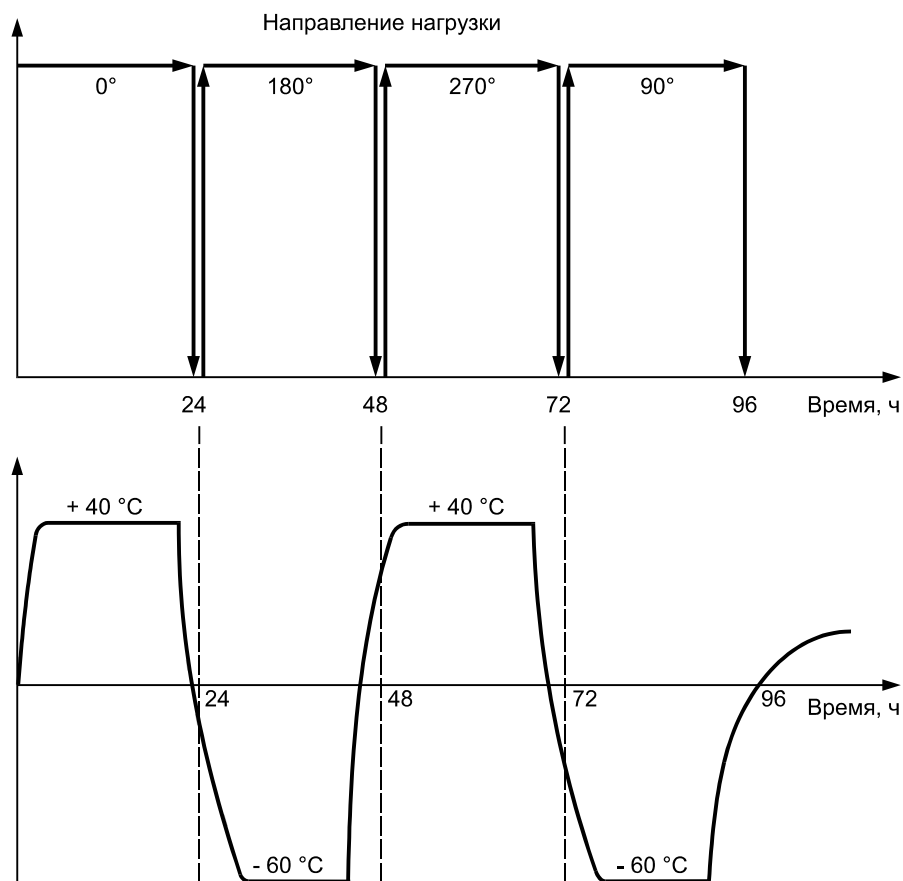 Направление нагрузки
0° 180° 270° 90°
24 48 72 96 Время, ч
+ 40 °C + 40 °C
24 48 72 96
Время, ч
- 60 °C - 60 °C